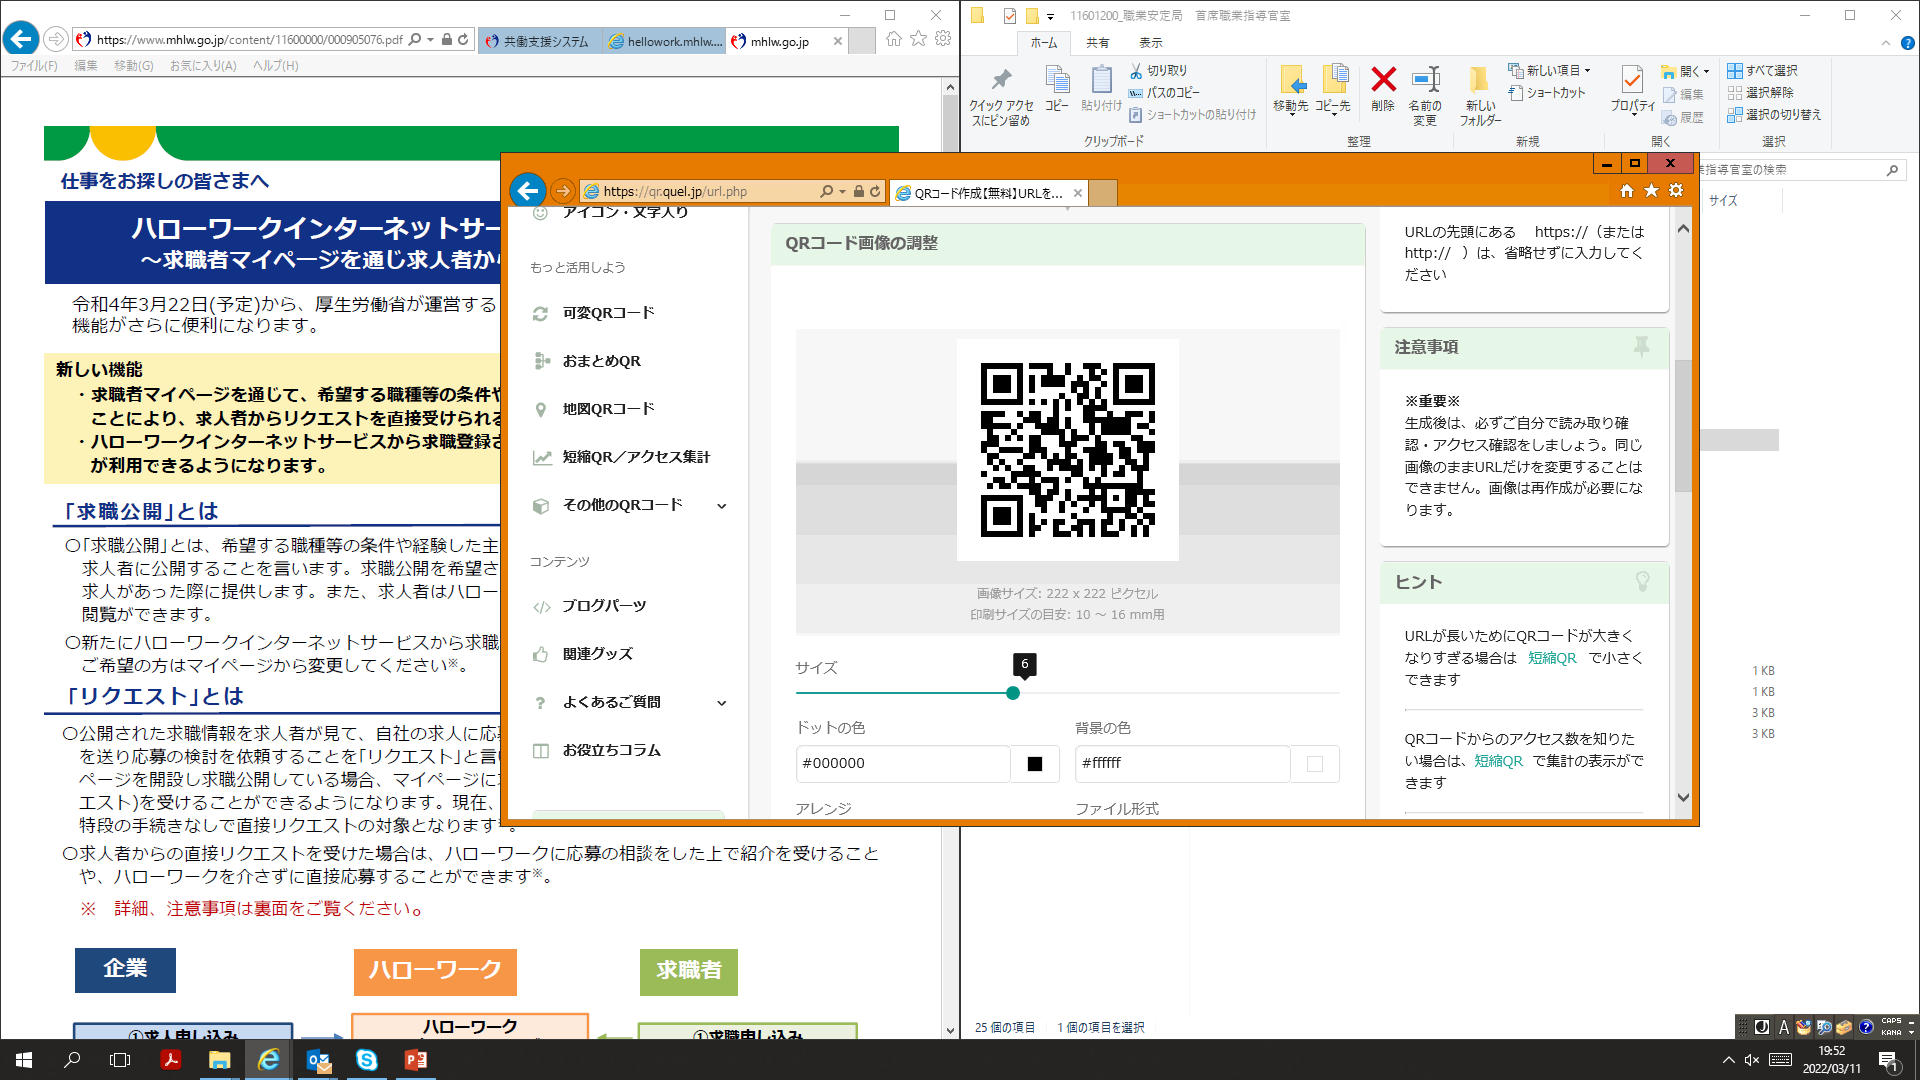 https://www.mhlw.go.jp/content/11600000/000905076.pdf
共働支援システム
hellowork.mhlw....
mhlw.go.jp
ファイル(F)
編集
移動(G)
お気に入り(A)
ヘルプ(H)
仕事をお探しの皆さまへ
ハローワークインターネットサー
～求職者マイページを通じ求人者か
令和4年3月22日(予定)から、厚生労働省が運営する
機能がさらに便利になります。
新しい機能
・求職者マイページを通じて、希望する職種等の条件や
ことにより、求人者からリクエストを直接受けられる
・ハローワークインターネットサービスから求職登録さ
が利用できるようになります。
「求職公開」とは
○「求職公開」とは、希望する職種等の条件や経験した主
求人者に公開することを言います。求職公開を希望さ
求人があった際に提供します。また、求人者はハロー
閲覧ができます。
○新たにハローワークインターネットサービスから求職
ご希望の方はマイページから変更してください※。
「リクエスト」とは
○公開された求職情報を求人者が見て、自社の求人に応
を送り応募の検討を依頼することを「リクエスト」と言
ページを開設し求職公開している場合、マイページに
エスト)を受けることができるようになります。現在、
特段の手続きなしで直接リクエストの対象となります※。
○求人者からの直接リクエストを受けた場合は、ハローワークに応募の相談をした上で紹介を受けること
や、ハローワークを介さずに直接応募することができます※。
※　詳細、注意事項は裏面をご覧ください。
企業
ハローワーク
求職者
①求人申し込み
ハローワーク
①求職申し込み
11601200_職業安定局　首席職業指導官室
ホーム
共有
表示
クイック アクセスにピン留め
コピー
貼り付け
切り取り
パスのコピー
ショートカットの貼り付け
クリップボード
移動先
コピー先
削除
名前の変更
整理
新しいフォルダー
新しい項目
ショートカット
新規
プロパティ
開く
編集
履歴
開く
すべて選択
選択解除
選択の切り替え
選択
指導官室の検索
サイズ
1 KB
1 KB
3 KB
3 KB
25 個の項目
1 個の項目を選択
https://qr.quel.jp/url.php
QRコード作成【無料】URLを...
アイコン・文字入り
もっと活用しよう
可変QRコード
おまとめQR
地図QRコード
短縮QR／アクセス集計
その他のQRコード
コンテンツ
ブログパーツ
関連グッズ
よくあるご質問
お役立ちコラム
QRコード画像の調整
画像サイズ: 222 x 222 ピクセル
印刷サイズの目安: 10 ～ 16 mm用
サイズ
6
ドットの色
#000000
背景の色
#ffffff
アレンジ
ファイル形式
URLの先頭にある　https://（または
http://　）は、省略せずに入力してく
ださい
注意事項
※重要※
生成後は、必ずご自分で読み取り確
認・アクセス確認をしましょう。同じ
画像のままURLだけを変更することは
できません。画像は再作成が必要にな
ります。
ヒント
URLが長いためにQRコードが大きく
なりすぎる場合は　短縮QR　で小さく
できます
QRコードからのアクセス数を知りた
い場合は、短縮QR　で集計の表示がで
きます
A
CAPS
KANA
19:52
2022/03/11
1